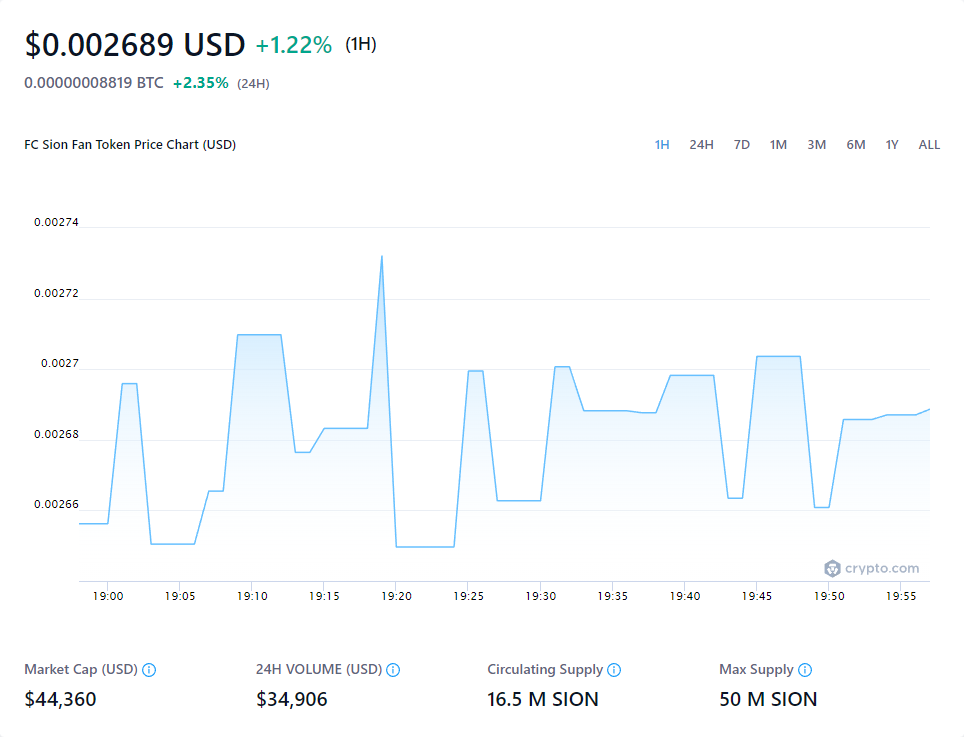 $0.002689 USD +1.22% (1H)
0.00000008819 BTC +2.35% (24H)
FC Sion Fan Token Price Chart (USD)
1H 24H 7D 1M 3M 6M 1Y ALL
0.00274
0.00272
0.0027
0.00268
0.00266
crypto.com
19:00 19:05 19:10 19:15 19:20 19:25 19:30 19:35 19:40 19:45 19:50 19:55
Market Cap (USD) 24H VOLUME (USD) Circulating Supply Max Supply
$44,360 $34,906 16.5 M SION 50 M SION